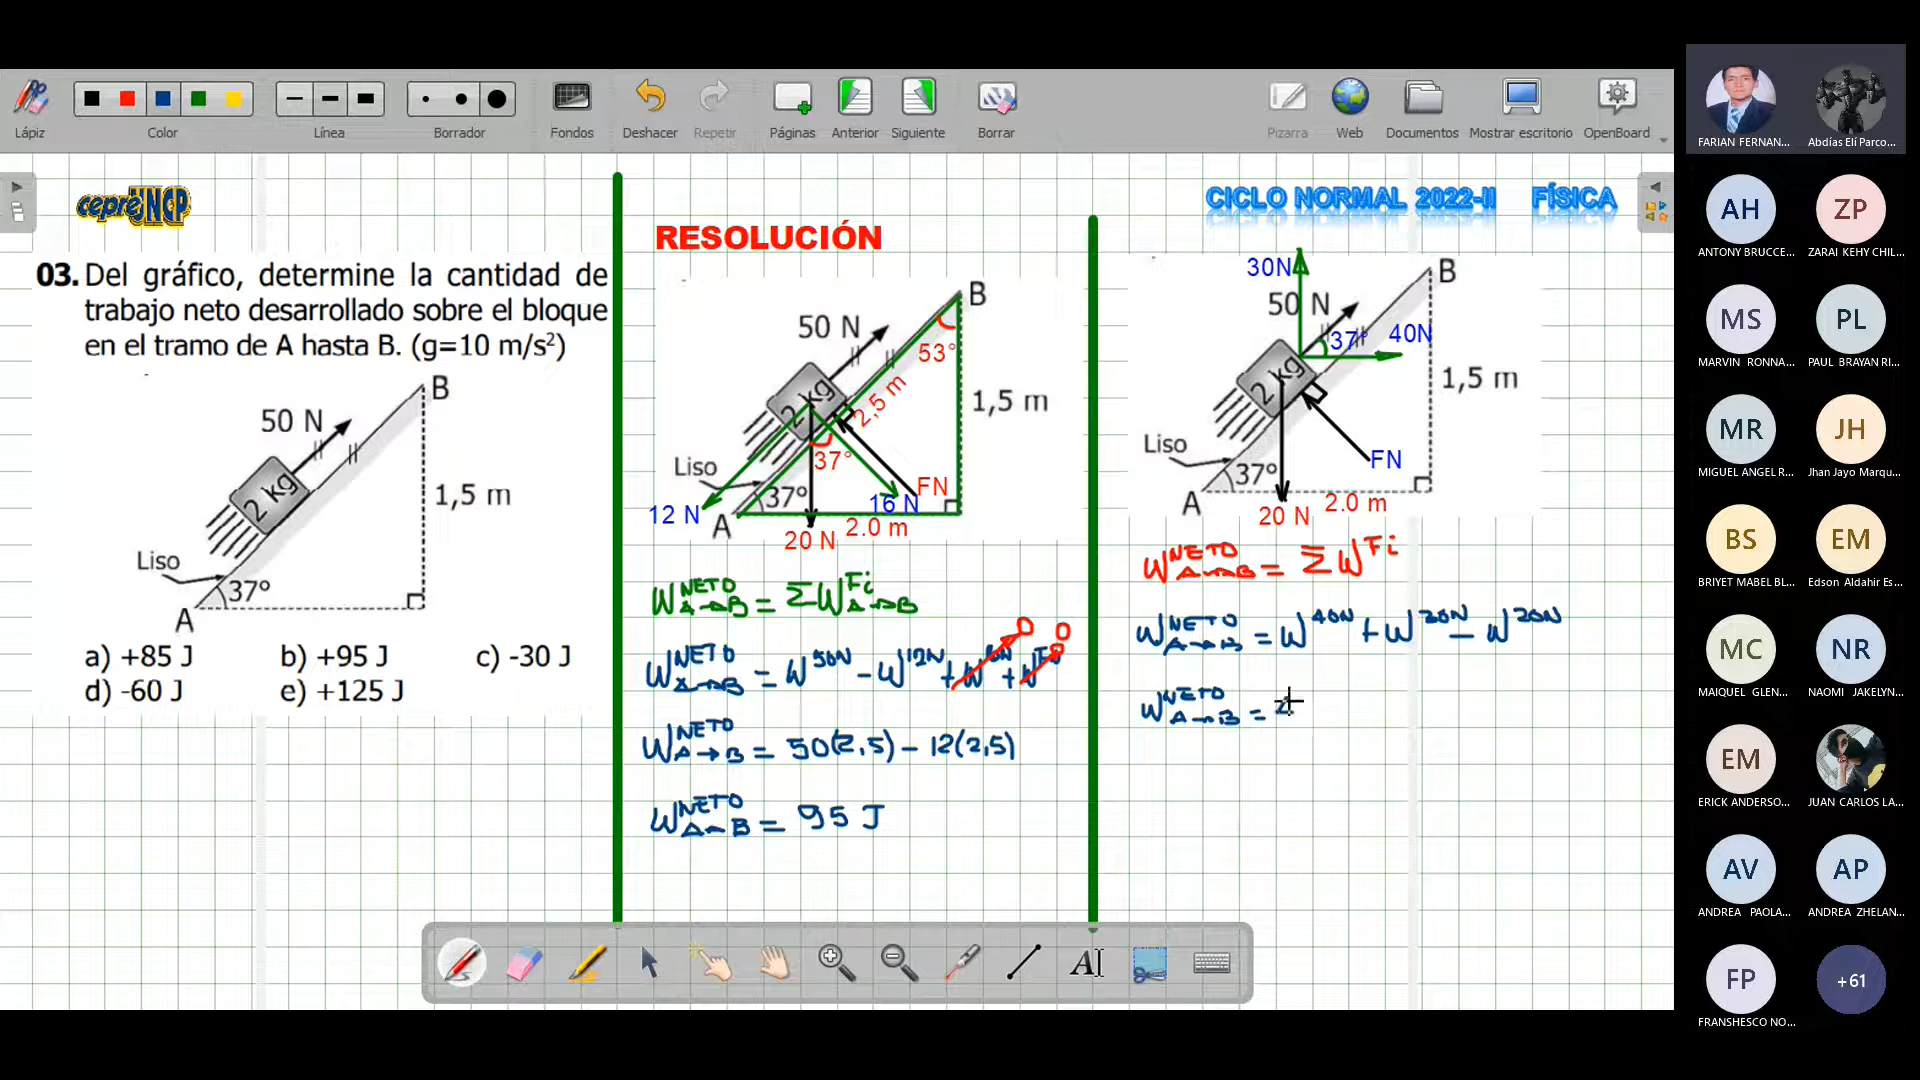 Lápiz
Color
Línea
Borrador
Fondos
Deshacer
Repetir
Páginas
Anterior
Siguiente
Borrar
Pizarra
Web
Documentos
Mostrar escritorio
OpenBoard
cepre UNCP
CICLO NORMAL 2022-II FÍSICA
03. Del gráfico, determine la cantidad de
trabajo neto desarrollado sobre el bloque
en el tramo de A hasta B. (g=10 m/s²)
B
50 N
2 kg
1,5 m
Liso
37°
A
a) +85 J b) +95 J c) -30 J
d) -60 J e) +125 J
RESOLUCIÓN
B
50 N
53°
2 kg
2,5 m
1,5 m
37°
Liso
37°
FN
12 N
16 N
A
20 N
2.0 m
W NETO A→B = Σ W Fi A→B
W NETO A→B = W 50N - W 12N + W + W
W NETO A→B = 50(2,5) - 12(2,5)
W NETO A→B = 95 J
30N
B
50 N
37°
40N
2 kg
1,5 m
Liso
FN
37°
A
20 N
2.0 m
W NETO A→B = Σ W Fi
W NETO A→B = W 40N + W 30N - W 20N
W NETO A→B =
FARIAN FERNAN...
Abdías Elí Parco...
AH
ANTONY BRUCCE...
ZP
ZARAI KEHY CHIL...
MS
MARVIN RONNA...
PL
PAUL BRAYAN RI...
MR
MIGUEL ANGEL R...
JH
Jhan Jayo Marqu...
BS
BRIYET MABEL BL...
EM
Edson Aldahir Es...
MC
MAIQUEL GLEN...
NR
NAOMI JAKELYN...
EM
ERICK ANDERSO...
JUAN CARLOS LA...
AV
ANDREA PAOLA...
AP
ANDREA ZHELAN...
FP
FRANSHESCO NO...
+61